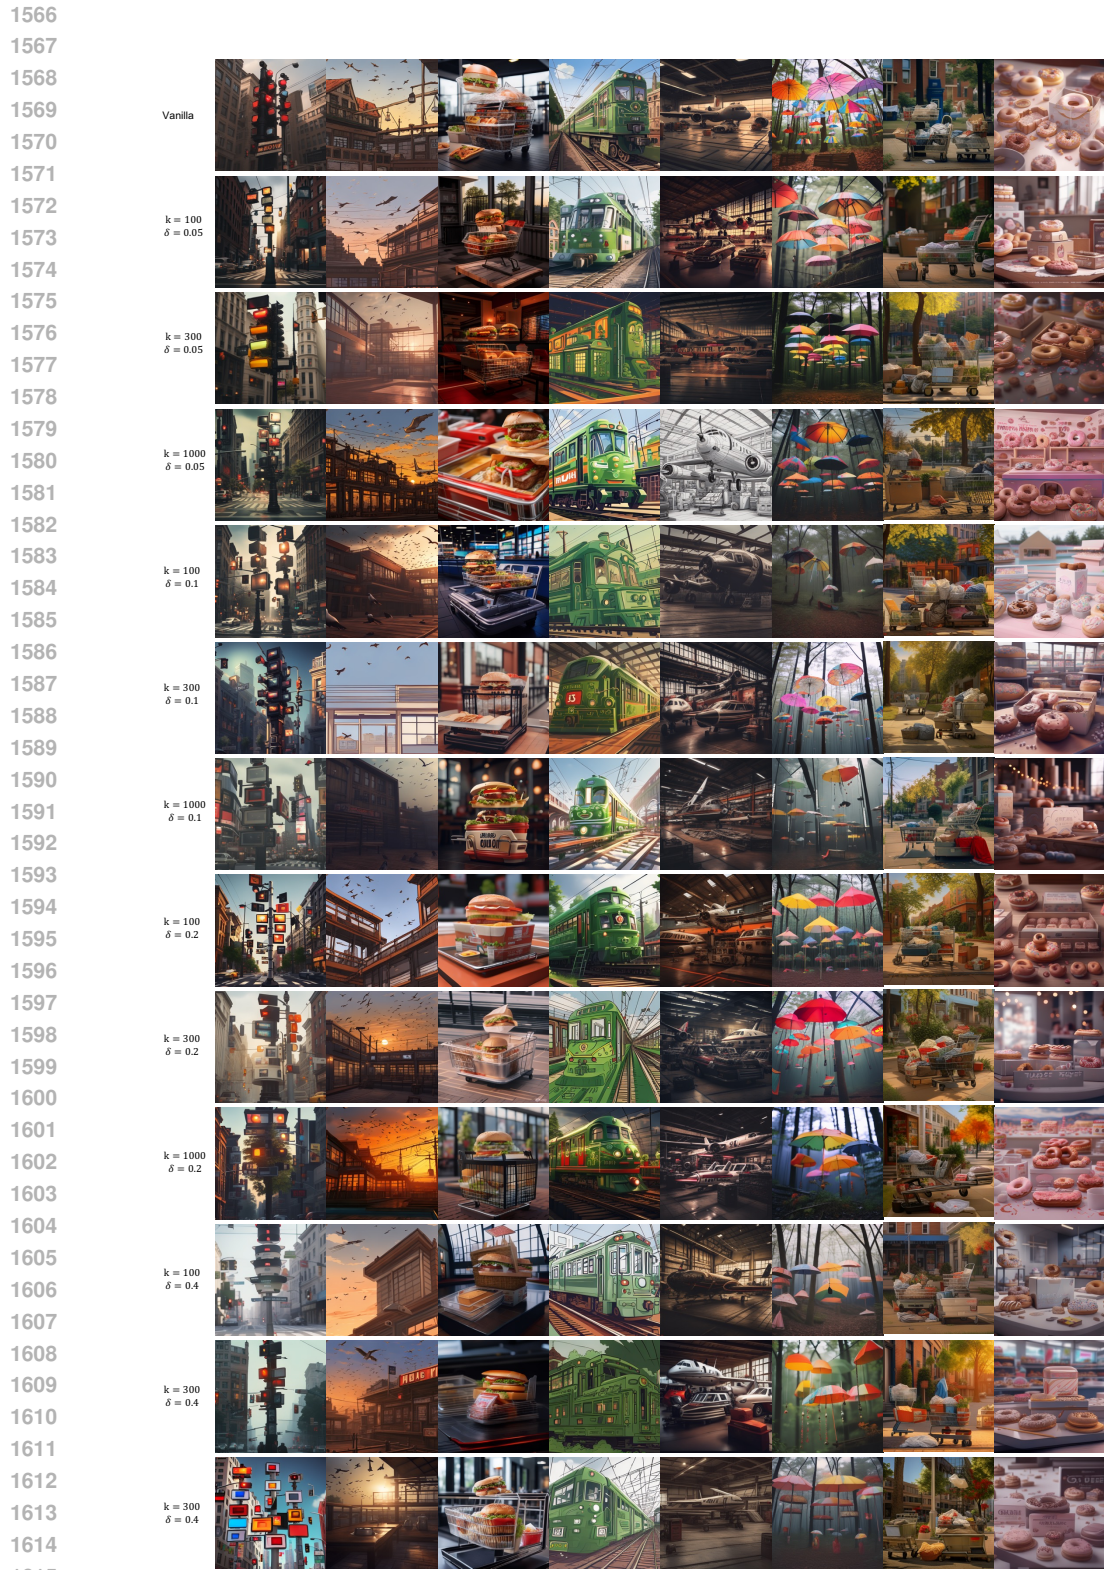 1566
1567
1568
1569
Vanilla
1570
1571
1572
k = 100
1573
δ = 0.05
1574
1575
1576
k = 300
δ = 0.05
1577
1578
1579
1580
k = 1000
δ = 0.05
1581
1582
1583
k = 100
1584
δ = 0.1
1585
1586
1587
k = 300
δ = 0.1
1588
1589
1590
1591
k = 1000
δ = 0.1
1592
1593
1594
k = 100
1595
δ = 0.2
1596
1597
1598
k = 300
δ = 0.2
1599
1600
1601
1602
k = 1000
δ = 0.2
1603
1604
1605
k = 100
δ = 0.4
1606
1607
1608
1609
k = 300
δ = 0.4
1610
1611
1612
k = 300
1613
δ = 0.4
1614